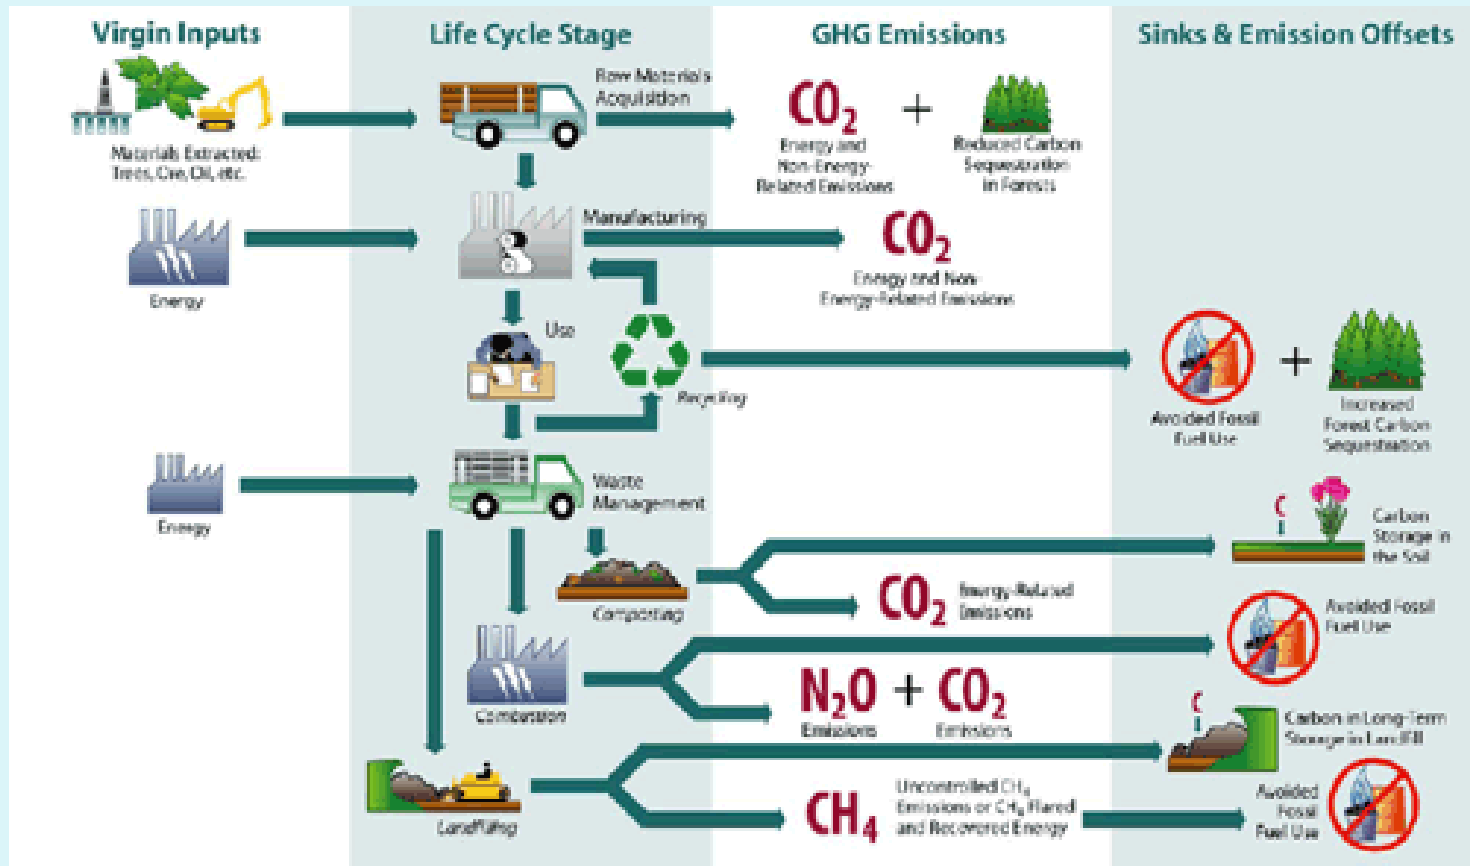 Virgin Inputs
Life Cycle Stage
GHG Emissions
Sinks & Emission Offsets
Materials Extracted:
Trees, Ore, Oil, etc.
Raw Materials
Acquisition
CO₂
Energy and
Non-Energy-
Related Emissions
+
Reduced Carbon
Sequestration
in Forests
Energy
Manufacturing
CO₂
Energy and Non-
Energy-Related Emissions
Use
Recycling
Avoided Fossil
Fuel Use
+
Increased
Forest Carbon
Sequestration
Energy
Waste
Management
C
Carbon
Storage in
the Soil
Composting
CO₂
Energy-Related
Emissions
Avoided Fossil
Fuel Use
Combustion
N₂O + CO₂
Emissions
Emissions
C
Carbon in Long-Term
Storage in Landfill
Landfilling
CH₄
Uncontrolled CH₄
Emissions or CH₄ Flared
and Recovered Energy
Avoided
Fossil
Fuel Use